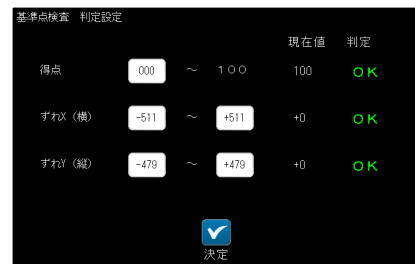 基準点検査 判定設定
現在値 判定
得点 000 ～ 100 100 OK
ずれX (横) -511 ～ +511 +0 OK
ずれY (縦) -479 ～ +479 +0 OK
決定